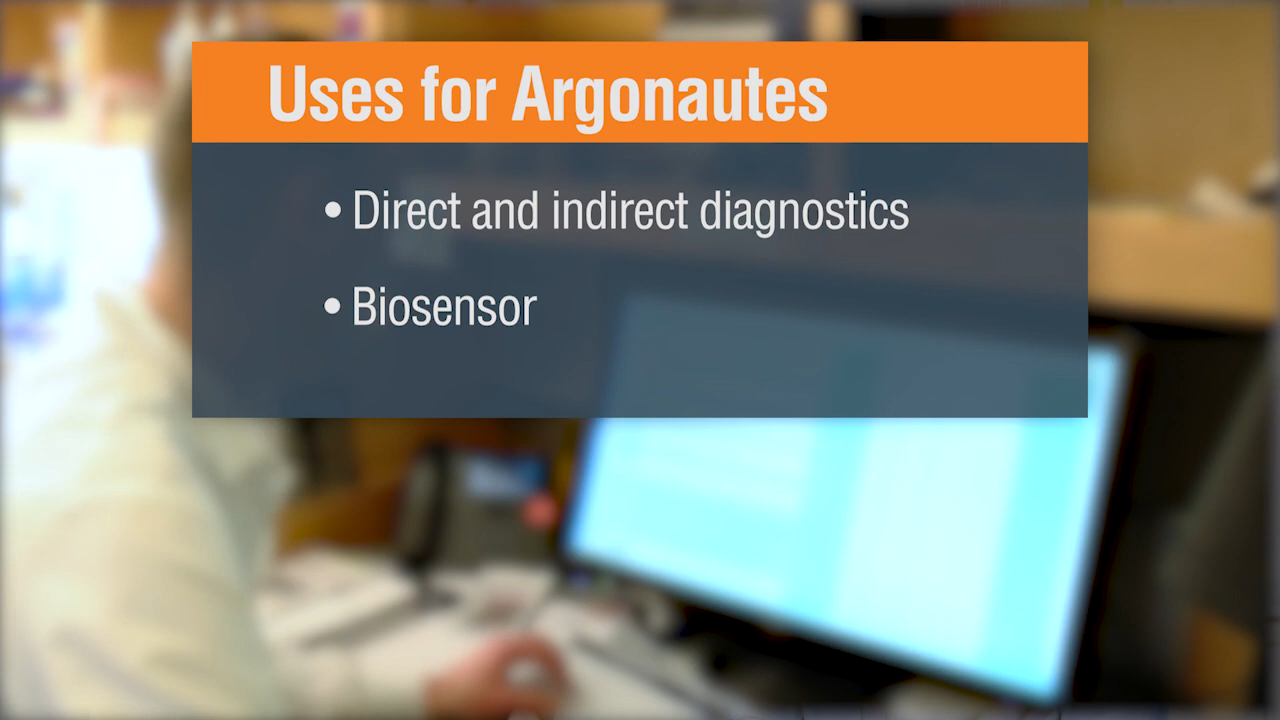 Uses for Argonautes
• Direct and indirect diagnostics
• Biosensor